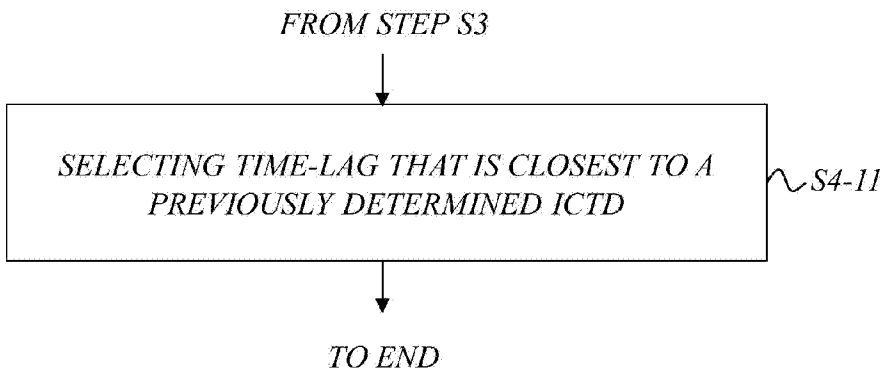 FROM STEP S3
SELECTING TIME-LAG THAT IS CLOSEST TO A
PREVIOUSLY DETERMINED ICTD
S4-11
TO END